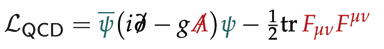 ℒ_QCD = ψ̅(i∂̸ − gA̸)ψ − ½tr F_μν F^μν